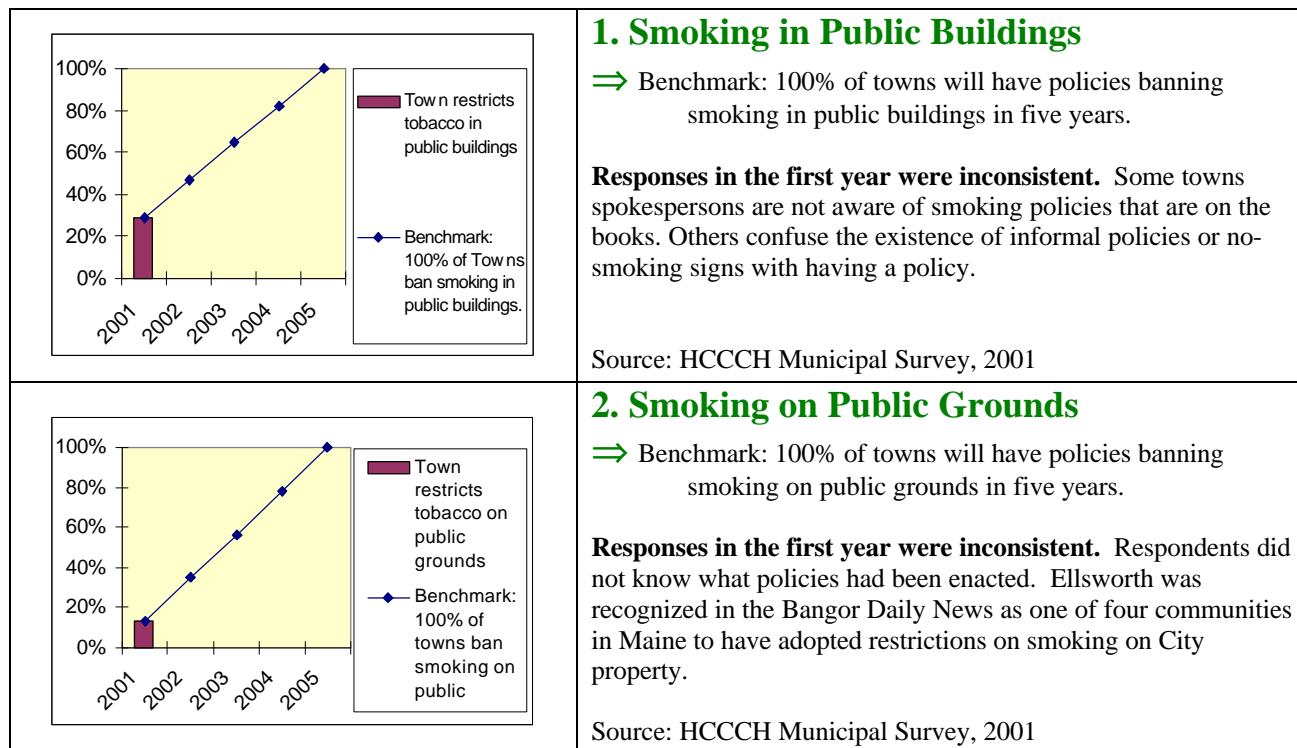 100%
80%
60%
40%
20%
0%
2001
2002
2003
2004
2005
Town restricts
tobacco in
public buildings
Benchmark:
100% of Towns
ban smoking in
public buildings.
1. Smoking in Public Buildings
⇒ Benchmark: 100% of towns will have policies banning
smoking in public buildings in five years.
Responses in the first year were inconsistent. Some towns
spokespersons are not aware of smoking policies that are on the
books. Others confuse the existence of informal policies or no-
smoking signs with having a policy.
Source: HCCCH Municipal Survey, 2001
100%
80%
60%
40%
20%
0%
2001
2002
2003
2004
2005
Town
restricts
tobacco on
public
grounds
Benchmark:
100% of
towns ban
smoking on
public
2. Smoking on Public Grounds
⇒ Benchmark: 100% of towns will have policies banning
smoking on public grounds in five years.
Responses in the first year were inconsistent. Respondents did
not know what policies had been enacted. Ellsworth was
recognized in the Bangor Daily News as one of four communities
in Maine to have adopted restrictions on smoking on City
property.
Source: HCCCH Municipal Survey, 2001